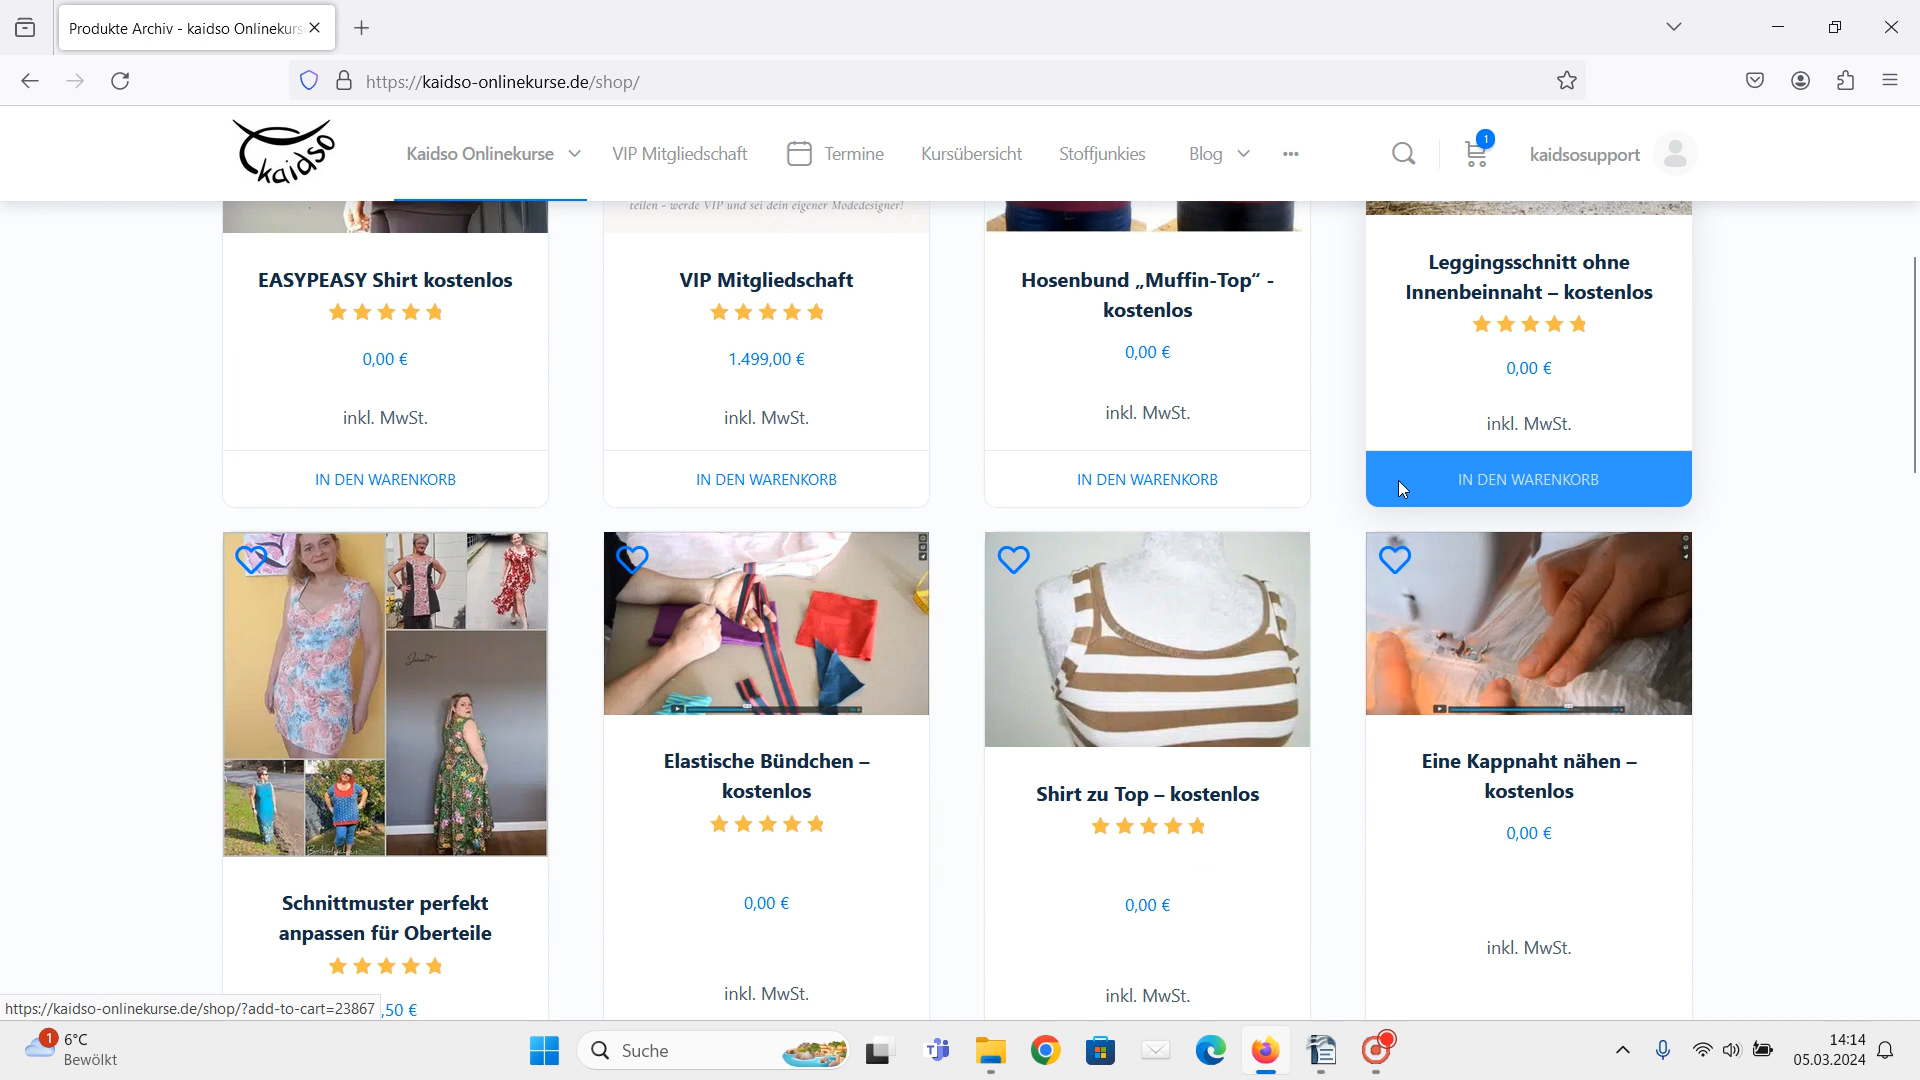 Produkte Archiv - kaidso Onlinekurs
https://kaidso-onlinekurse.de/shop/
kaidso
Kaidso Onlinekurse
VIP Mitgliedschaft
Termine
Kursübersicht
Stoffjunkies
Blog
1
kaidsosupport
teilen - werde VIP und sei dein eigener Modedesigner!
EASYPEASY Shirt kostenlos
0,00 €
inkl. MwSt.
IN DEN WARENKORB
VIP Mitgliedschaft
1.499,00 €
inkl. MwSt.
IN DEN WARENKORB
Hosenbund „Muffin-Top“ -
kostenlos
0,00 €
inkl. MwSt.
IN DEN WARENKORB
Leggingsschnitt ohne
Innenbeinnaht – kostenlos
0,00 €
inkl. MwSt.
IN DEN WARENKORB
Schnittmuster perfekt
anpassen für Oberteile
,50 €
Elastische Bündchen –
kostenlos
0,00 €
inkl. MwSt.
Shirt zu Top – kostenlos
0,00 €
inkl. MwSt.
Eine Kappnaht nähen –
kostenlos
0,00 €
inkl. MwSt.
https://kaidso-onlinekurse.de/shop/?add-to-cart=23867
1
6°C
Bewölkt
Suche
14:14
05.03.2024